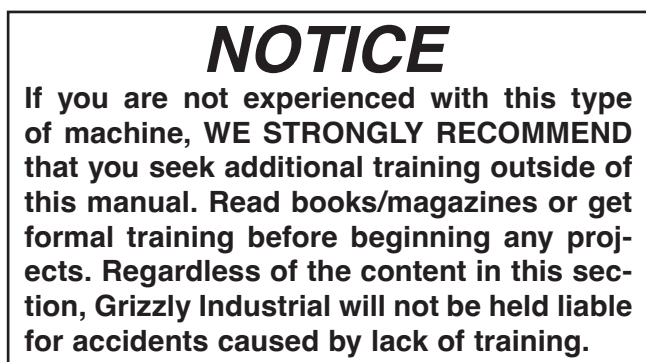 NOTICE
If you are not experienced with this type
of machine, WE STRONGLY RECOMMEND
that you seek additional training outside of
this manual. Read books/magazines or get
formal training before beginning any proj-
ects. Regardless of the content in this sec-
tion, Grizzly Industrial will not be held liable
for accidents caused by lack of training.